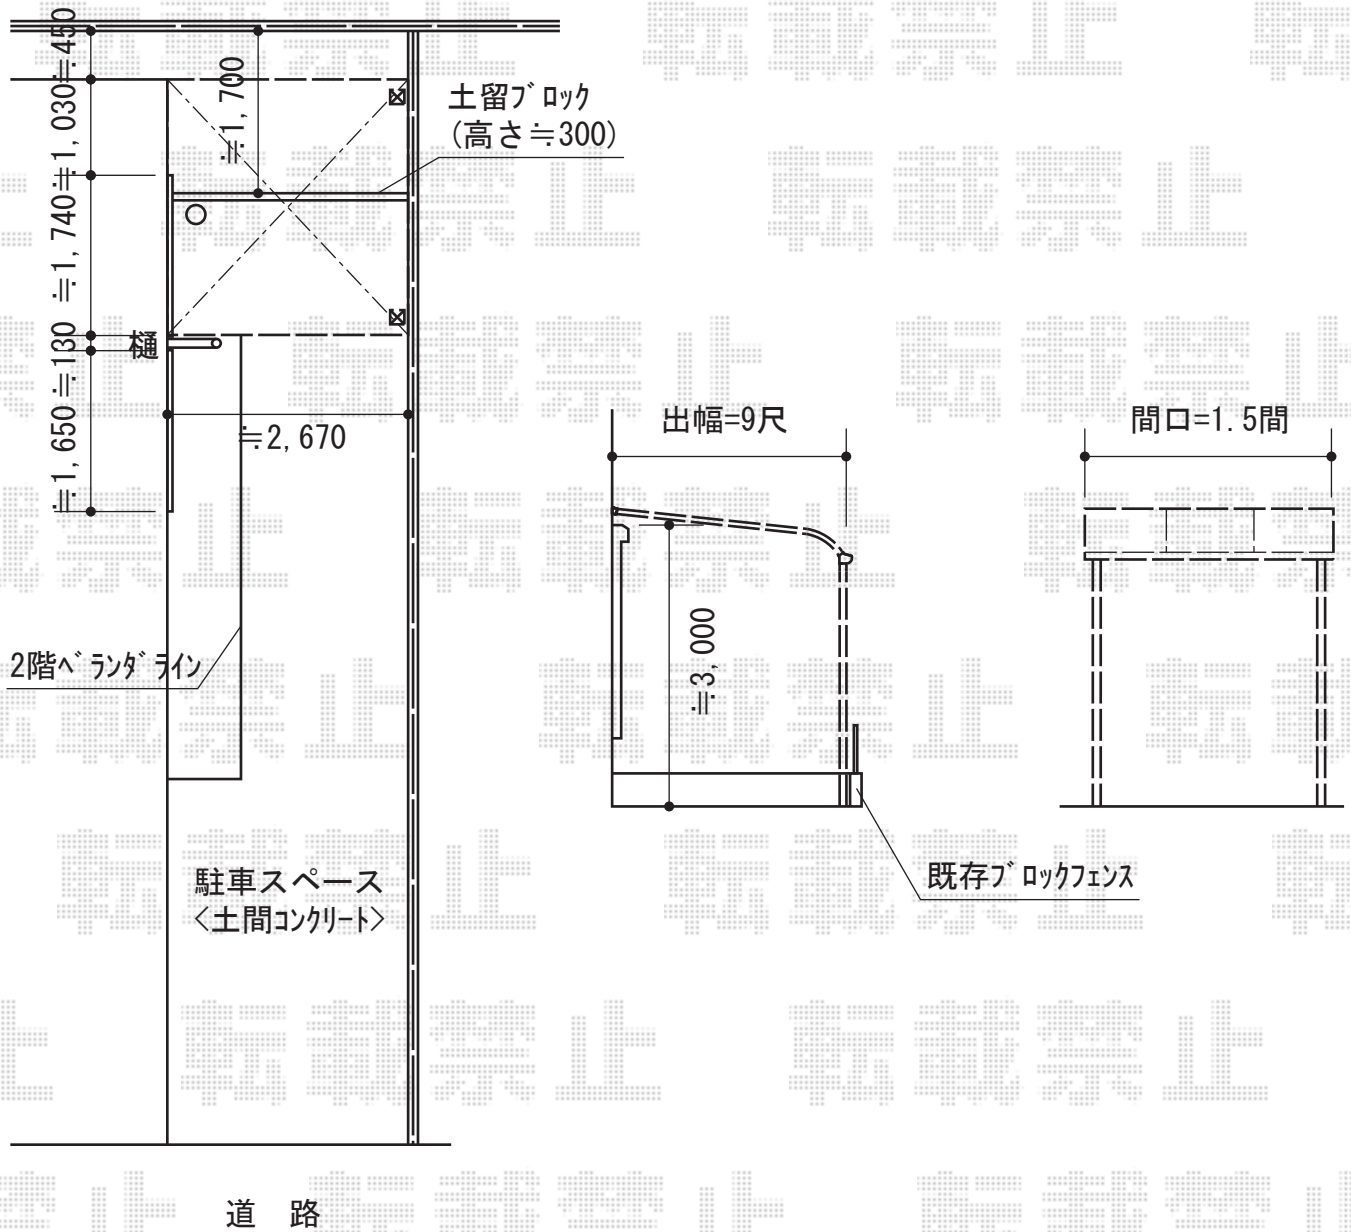 ≒450
≒1,030
≒1,740
≒130
≒1,650
≒1,700
土留ブロック
(高さ≒300)
樋
≒2,670
2階ベランダライン
駐車スペース
<土間コンクリート>
道 路
出幅=9尺
≒3,000
既存ブロックフェンス
間口=1.5間
転載禁止